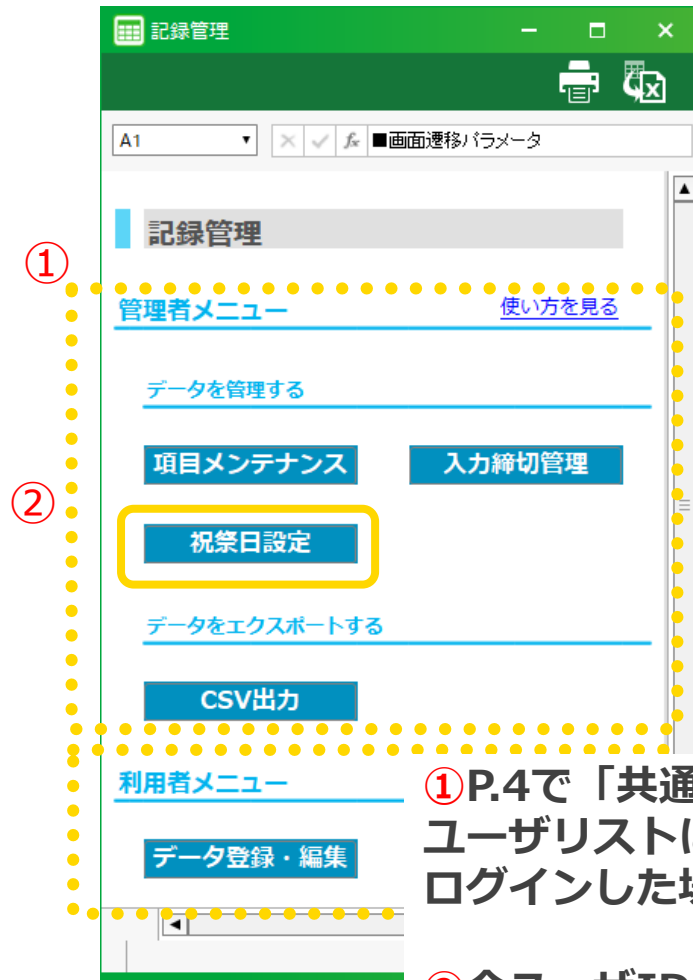 記録管理
A1
fx
■画面遷移パラメータ
記録管理
①
管理者メニュー
使い方を見る
データを管理する
項目メンテナンス
入力締切管理
②
祝祭日設定
データをエクスポートする
CSV出力
利用者メニュー
データ登録・編集
①P.4で「共通
ユーザリスト
ログインした場